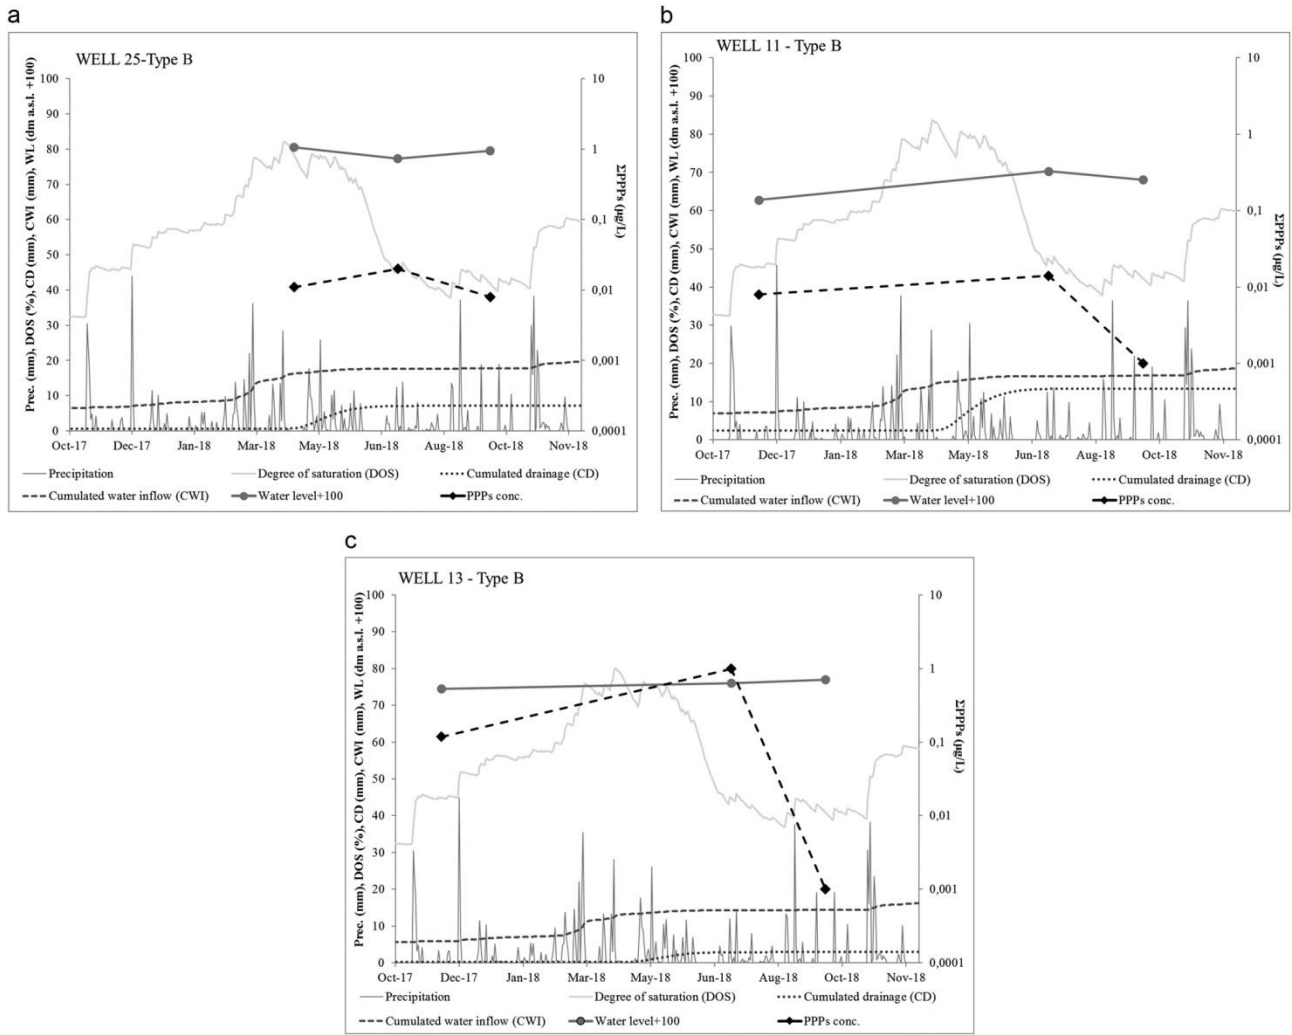 a
WELL 25-Type B
Prec. (mm), DOS (%), CD (mm), CWI (mm), WL (dm a.s.l. +100)
100
90
80
70
60
50
40
30
20
10
0
10
1
0,1
0,01
0,001
0,0001
ΣPPPs (µg/L)
Oct-17 Dec-17 Jan-18 Mar-18 May-18 Jun-18 Aug-18 Oct-18 Nov-18
Precipitation Degree of saturation (DOS) Cumulated drainage (CD)
Cumulated water inflow (CWI) Water level+100 PPPs conc.
b
WELL 11 - Type B
Prec. (mm), DOS (%), CD (mm), CWI (mm), WL (dm a.s.l. +100)
100
90
80
70
60
50
40
30
20
10
0
10
1
0,1
0,01
0,001
0,0001
ΣPPPs (µg/L)
Oct-17 Dec-17 Jan-18 Mar-18 May-18 Jun-18 Aug-18 Oct-18 Nov-18
Precipitation Degree of saturation (DOS) Cumulated drainage (CD)
Cumulated water inflow (CWI) Water level+100 PPPs conc.
c
WELL 13 - Type B
Prec. (mm), DOS (%), CD (mm), CWI (mm), WL (dm a.s.l. +100)
100
90
80
70
60
50
40
30
20
10
0
10
1
0,1
0,01
0,001
0,0001
ΣPPPs (µg/L)
Oct-17 Dec-17 Jan-18 Mar-18 May-18 Jun-18 Aug-18 Oct-18 Nov-18
Precipitation Degree of saturation (DOS) Cumulated drainage (CD)
Cumulated water inflow (CWI) Water level+100 PPPs conc.